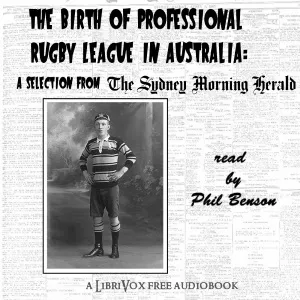 THE BIRTH OF PROFESSIONAL
RUGBY LEAGUE IN AUSTRALIA:
A SELECTION FROM The Sydney Morning Herald
read
by
Phil Benson
A LIBRIVOX FREE AUDIOBOOK